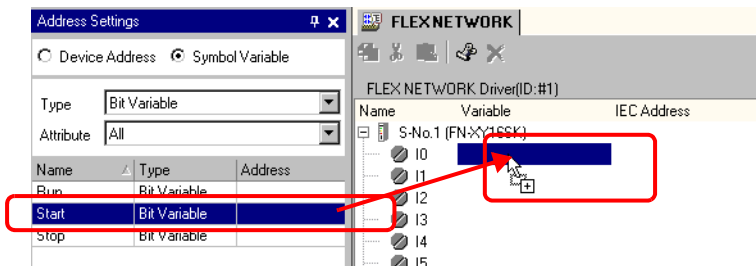 Address Settings
Device Address
Symbol Variable
Type
Bit Variable
Attribute
All
Name
Type
Address
Run
Bit Variable
Start
Bit Variable
Stop
Bit Variable
FLEXNETWORK
FLEX NETWORK Driver(ID:#1)
Name
Variable
IEC Address
S-No.1 (FN-XY16SK)
I0
I1
I2
I3
I4
I5